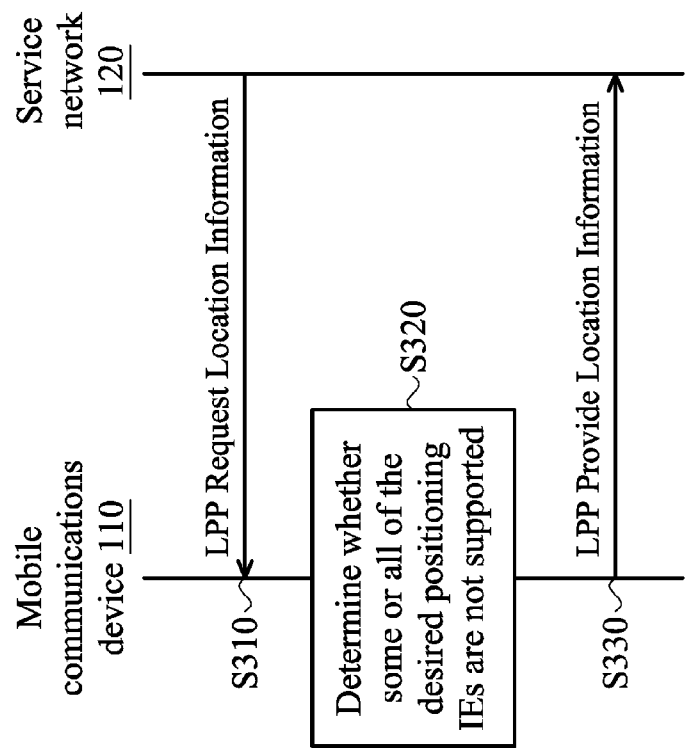 Mobile
communications
device 110
Service
network
120
LPP Request Location Information
S310
Determine whether
some or all of the
desired positioning
IEs are not supported
S320
LPP Provide Location Information
S330